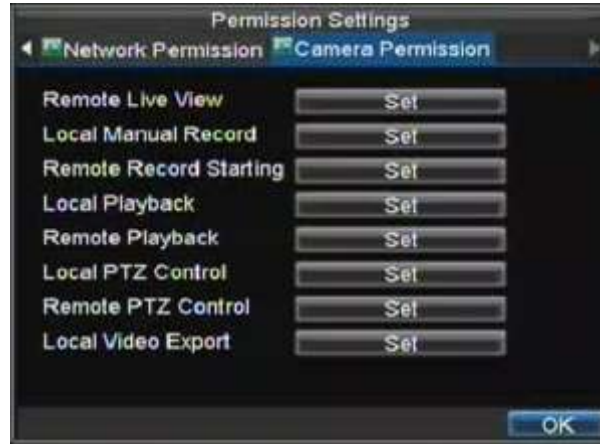 Permission Settings
Network Permission Camera Permission
Remote Live View Set
Local Manual Record Set
Remote Record Starting Set
Local Playback Set
Remote Playback Set
Local PTZ Control Set
Remote PTZ Control Set
Local Video Export Set
OK